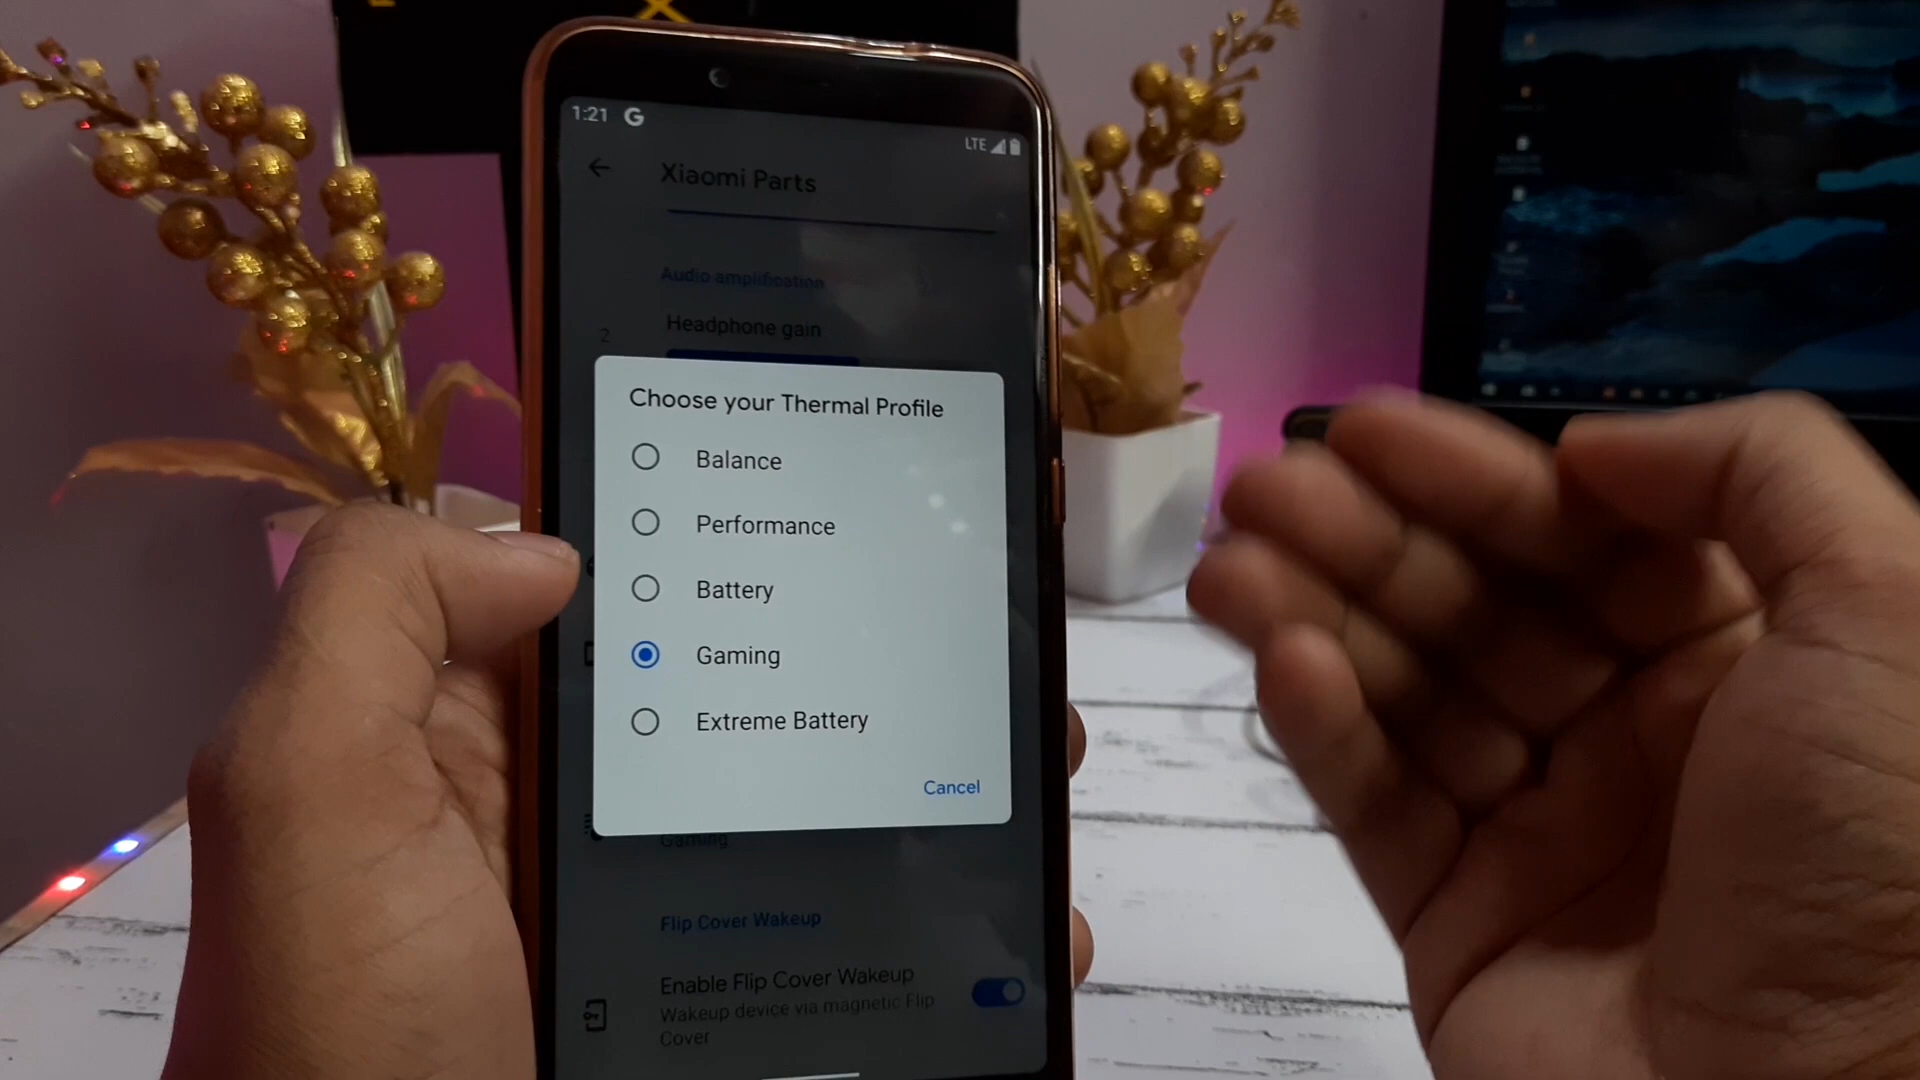 1:21 G
LTE
Xiaomi Parts
Audio amplification
Headphone gain
2
Choose your Thermal Profile
Balance
Performance
Battery
Gaming
Extreme Battery
Cancel
Gaming
Flip Cover Wakeup
Enable Flip Cover Wakeup
Wakeup device via magnetic Flip
Cover